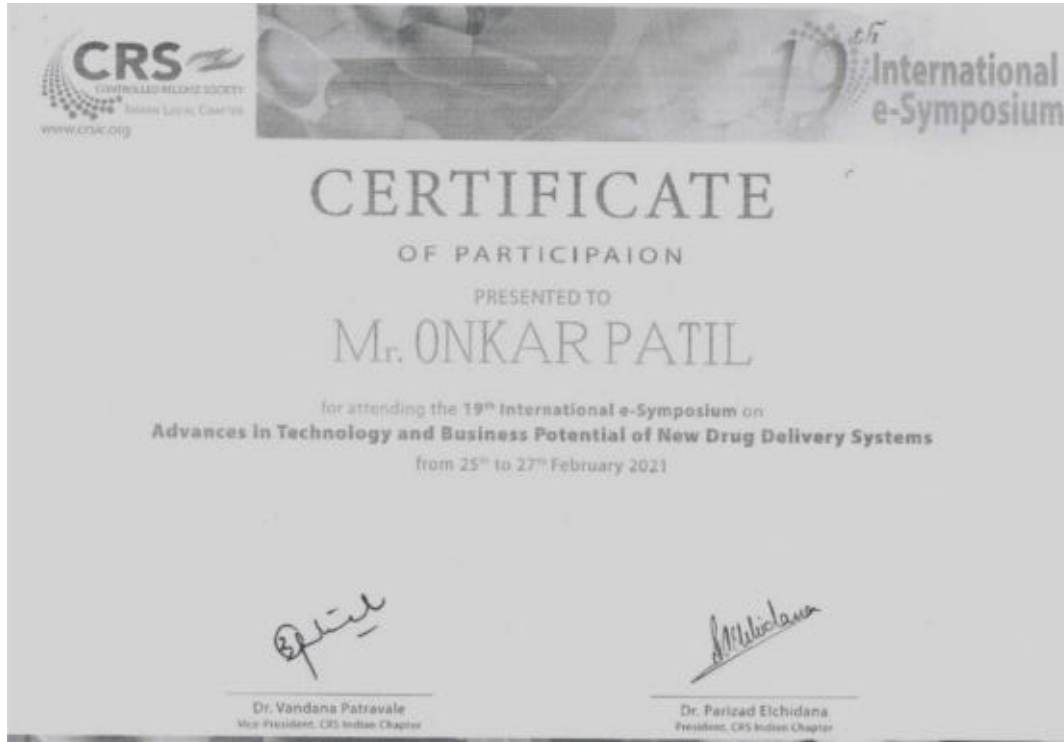 CRS
CONTROLLED RELEASE SOCIETY
INDIAN LOCAL CHAPTER
www.crsic.org
19th
International
e-Symposium
CERTIFICATE
OF PARTICIPAION
PRESENTED TO
Mr. ONKAR PATIL
for attending the 19th International e-Symposium on
Advances in Technology and Business Potential of New Drug Delivery Systems
from 25th to 27th February 2021
Dr. Vandana Patravale
Vice-President, CRS Indian Chapter
Dr. Parizad Elchidana
President, CRS Indian Chapter